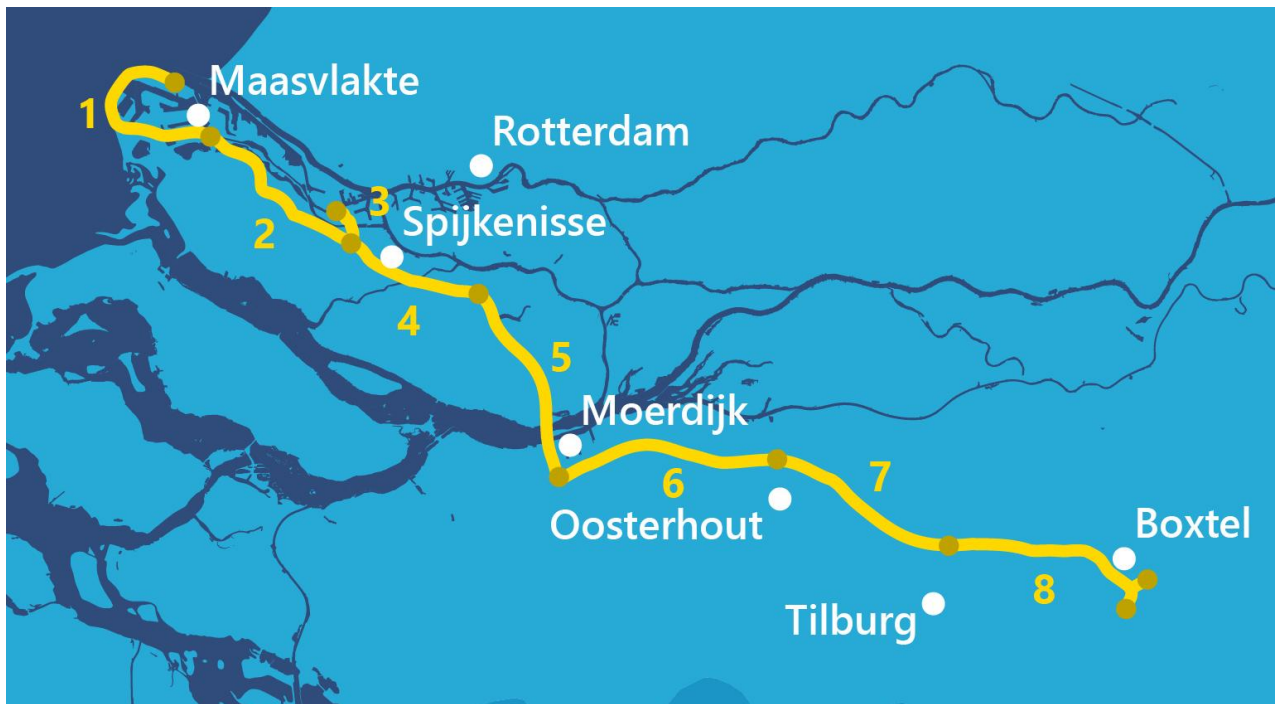 Maasvlakte
1
Rotterdam
3
Spijkenisse
2
4
5
Moerdijk
6
7
Oosterhout
Boxtel
8
Tilburg